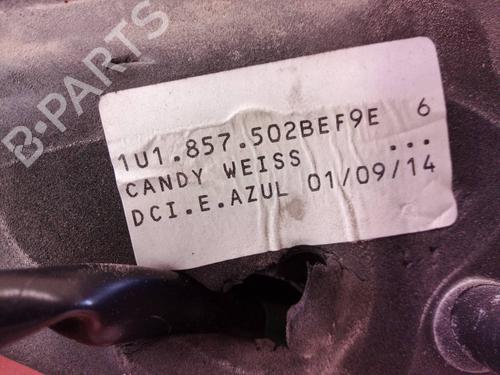 B-PARTS
1U1.857.502BEF9E 6
CANDY WEISS ...
DCI.E.AZUL 01/09/14